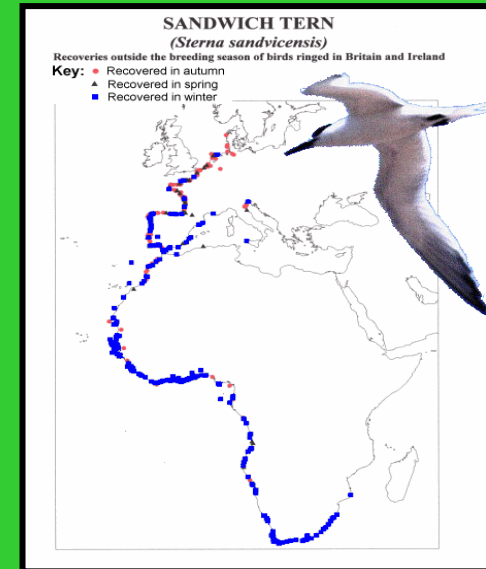 SANDWICH TERN
(Sterna sandvicensis)
Recoveries outside the breeding season of birds ringed in Britain and Ireland
Key: Recovered in autumn
Recovered in spring
Recovered in winter